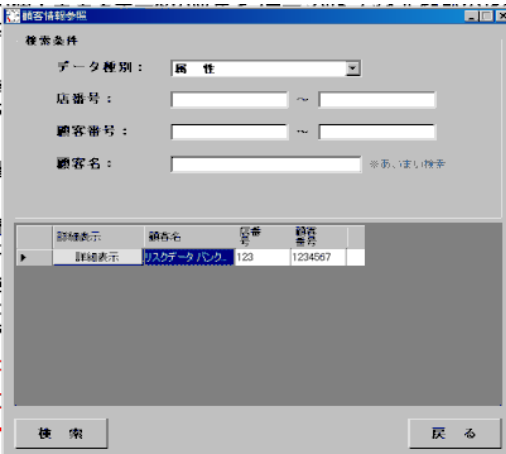 顧客情報参照
検索条件
データ種別： 属 性
店番号： ～
顧客番号： ～
顧客名： ※あいまい検索
詳細表示 顧客名 店番号 顧客番号
詳細表示 リスクデータ バンク.. 123 1234567
検 索 戻 る